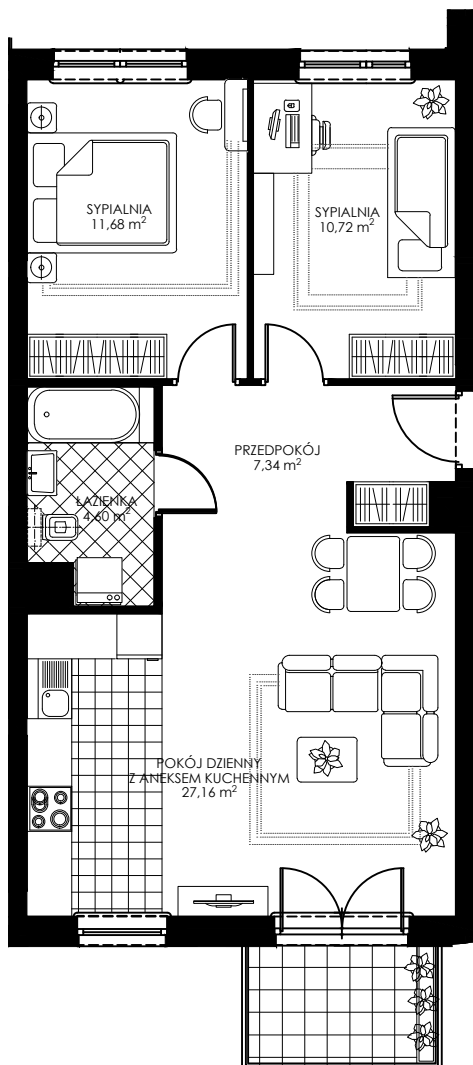 SYPIALNIA
11,68 m²
SYPIALNIA
10,72 m²
PRZEDPOKÓJ
7,34 m²
ŁAZIENKA
4,60 m²
POKÓJ DZIENNY
Z ANEKSEM KUCHENNYM
27,16 m²